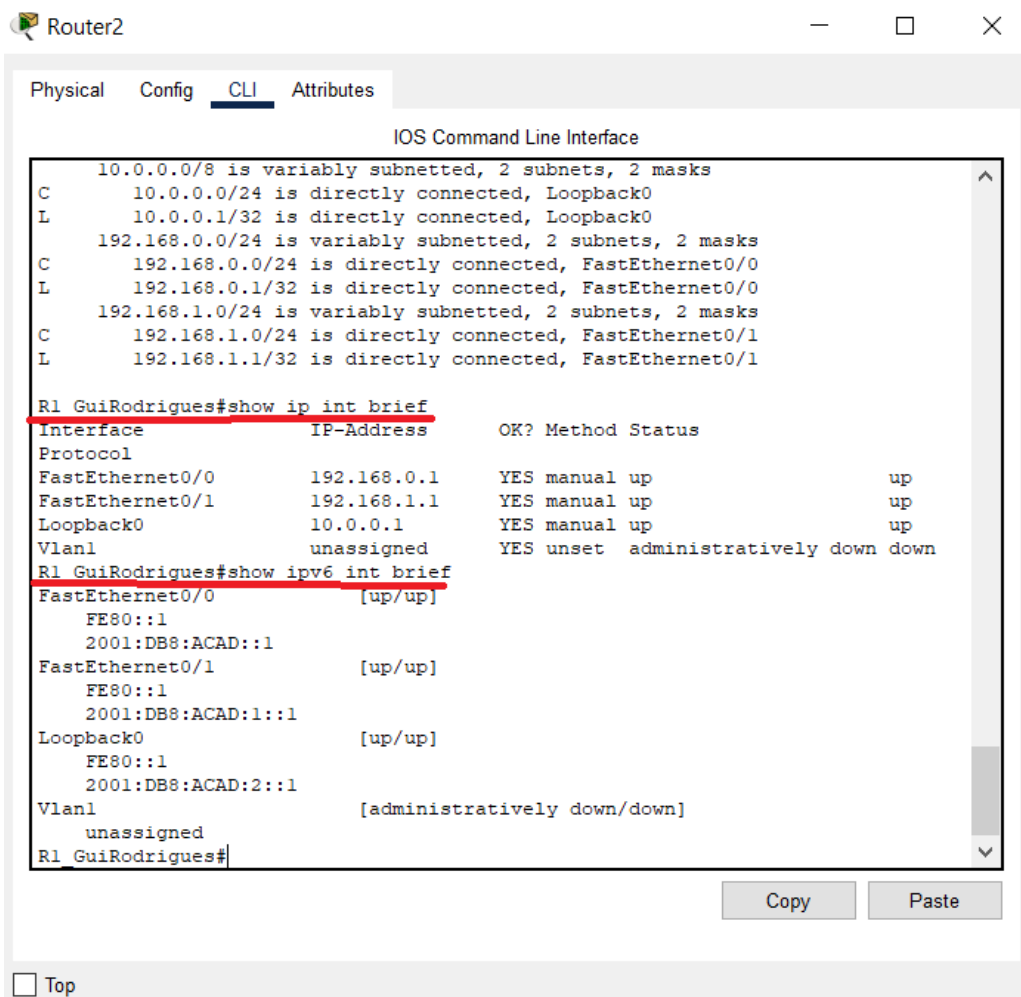 Router2
Physical Config CLI Attributes
IOS Command Line Interface
10.0.0.0/8 is variably subnetted, 2 subnets, 2 masks
C 10.0.0.0/24 is directly connected, Loopback0
L 10.0.0.1/32 is directly connected, Loopback0
192.168.0.0/24 is variably subnetted, 2 subnets, 2 masks
C 192.168.0.0/24 is directly connected, FastEthernet0/0
L 192.168.0.1/32 is directly connected, FastEthernet0/0
192.168.1.0/24 is variably subnetted, 2 subnets, 2 masks
C 192.168.1.0/24 is directly connected, FastEthernet0/1
L 192.168.1.1/32 is directly connected, FastEthernet0/1
R1_GuiRodrigues#show ip int brief
Interface IP-Address OK? Method Status
Protocol
FastEthernet0/0 192.168.0.1 YES manual up up
FastEthernet0/1 192.168.1.1 YES manual up up
Loopback0 10.0.0.1 YES manual up up
Vlan1 unassigned YES unset administratively down down
R1_GuiRodrigues#show ipv6 int brief
FastEthernet0/0 [up/up]
FE80::1
2001:DB8:ACAD::1
FastEthernet0/1 [up/up]
FE80::1
2001:DB8:ACAD:1::1
Loopback0 [up/up]
FE80::1
2001:DB8:ACAD:2::1
Vlan1 [administratively down/down]
unassigned
R1_GuiRodrigues#
Copy Paste
Top